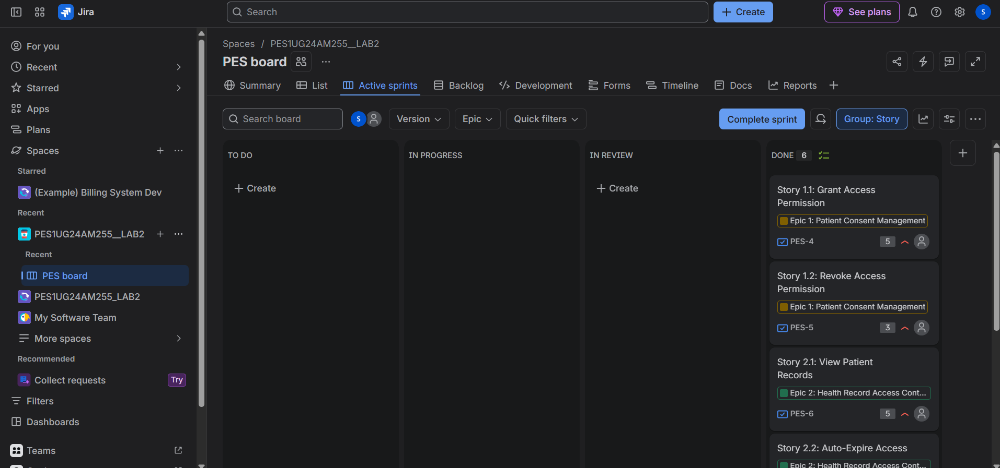 Jira
Search
Create
See plans
S
For you
Recent
Starred
Apps
Plans
Spaces
Starred
(Example) Billing System Dev
Recent
PES1UG24AM255__LAB2
Recent
PES board
PES1UG24AM255_LAB2
My Software Team
More spaces
Recommended
Collect requests
Try
Filters
Dashboards
Teams
Spaces / PES1UG24AM255__LAB2
PES board
Summary
List
Active sprints
Backlog
Development
Forms
Timeline
Docs
Reports
Search board
S
Version
Epic
Quick filters
Complete sprint
Group: Story
TO DO
Create
IN PROGRESS
IN REVIEW
Create
DONE 6
Story 1.1: Grant Access
Permission
Epic 1: Patient Consent Management
PES-4
5
Story 1.2: Revoke Access
Permission
Epic 1: Patient Consent Management
PES-5
3
Story 2.1: View Patient
Records
Epic 2: Health Record Access Cont...
PES-6
5
Story 2.2: Auto-Expire Access
Epic 2: Health Record Access Cont...